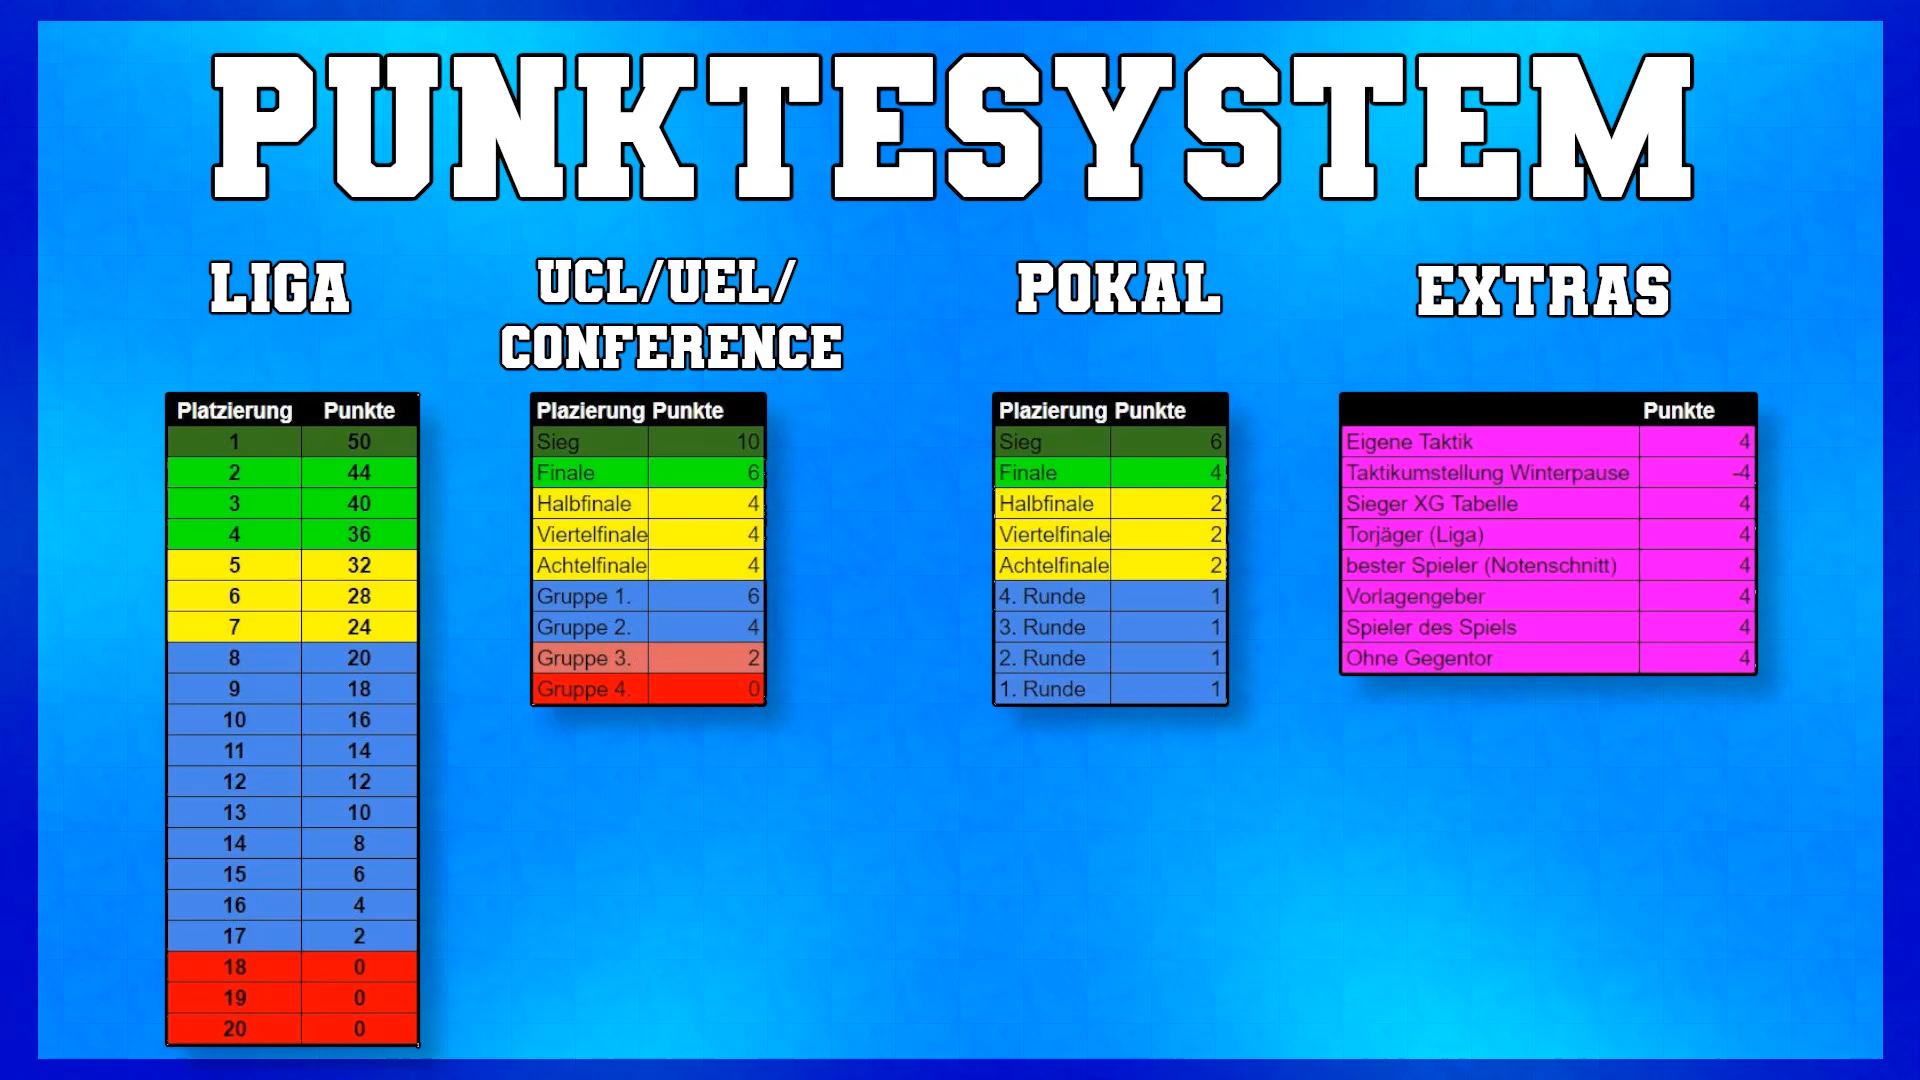 PUNKTESYSTEM
LIGA
Platzierung Punkte
1 50
2 44
3 40
4 36
5 32
6 28
7 24
8 20
9 18
10 16
11 14
12 12
13 10
14 8
15 6
16 4
17 2
18 0
19 0
20 0
UCL/UEL/
CONFERENCE
Plazierung Punkte
Sieg 10
Finale 6
Halbfinale 4
Viertelfinale 4
Achtelfinale 4
Gruppe 1. 6
Gruppe 2. 4
Gruppe 3. 2
Gruppe 4. 0
POKAL
Plazierung Punkte
Sieg 6
Finale 4
Halbfinale 2
Viertelfinale 2
Achtelfinale 2
4. Runde 1
3. Runde 1
2. Runde 1
1. Runde 1
EXTRAS
Punkte
Eigene Taktik 4
Taktikumstellung Winterpause -4
Sieger XG Tabelle 4
Torjäger (Liga) 4
bester Spieler (Notenschnitt) 4
Vorlagengeber 4
Spieler des Spiels 4
Ohne Gegentor 4